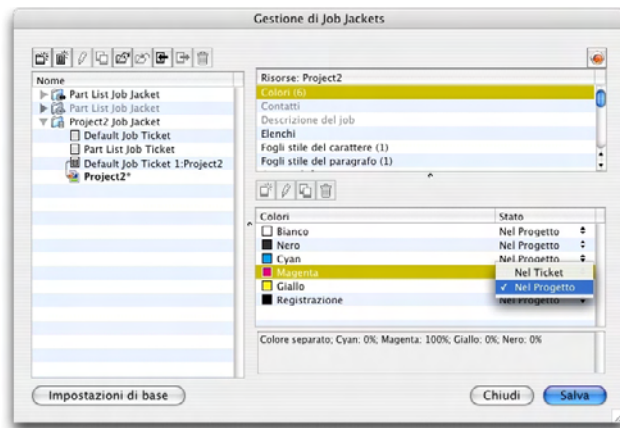 Gestione di Job Jackets
Nome
Part List Job Jacket
Part List Job Jacket
Project2 Job Jacket
Default Job Ticket
Part List Job Ticket
Default Job Ticket 1:Project2
Project2*
Risorse: Project2
Colori (6)
Contatti
Descrizione del job
Elenchi
Fogli stile del carattere (1)
Fogli stile del paragrafo (1)
Colori Stato
Bianco Nel Progetto
Nero Nel Progetto
Cyan Nel Progetto
Magenta Nel Ticket
Giallo ✓ Nel Progetto
Registrazione Nel Progetto
Colore separato; Cyan: 0%, Magenta: 100%, Giallo: 0%, Nero: 0%
Impostazioni di base Chiudi Salva